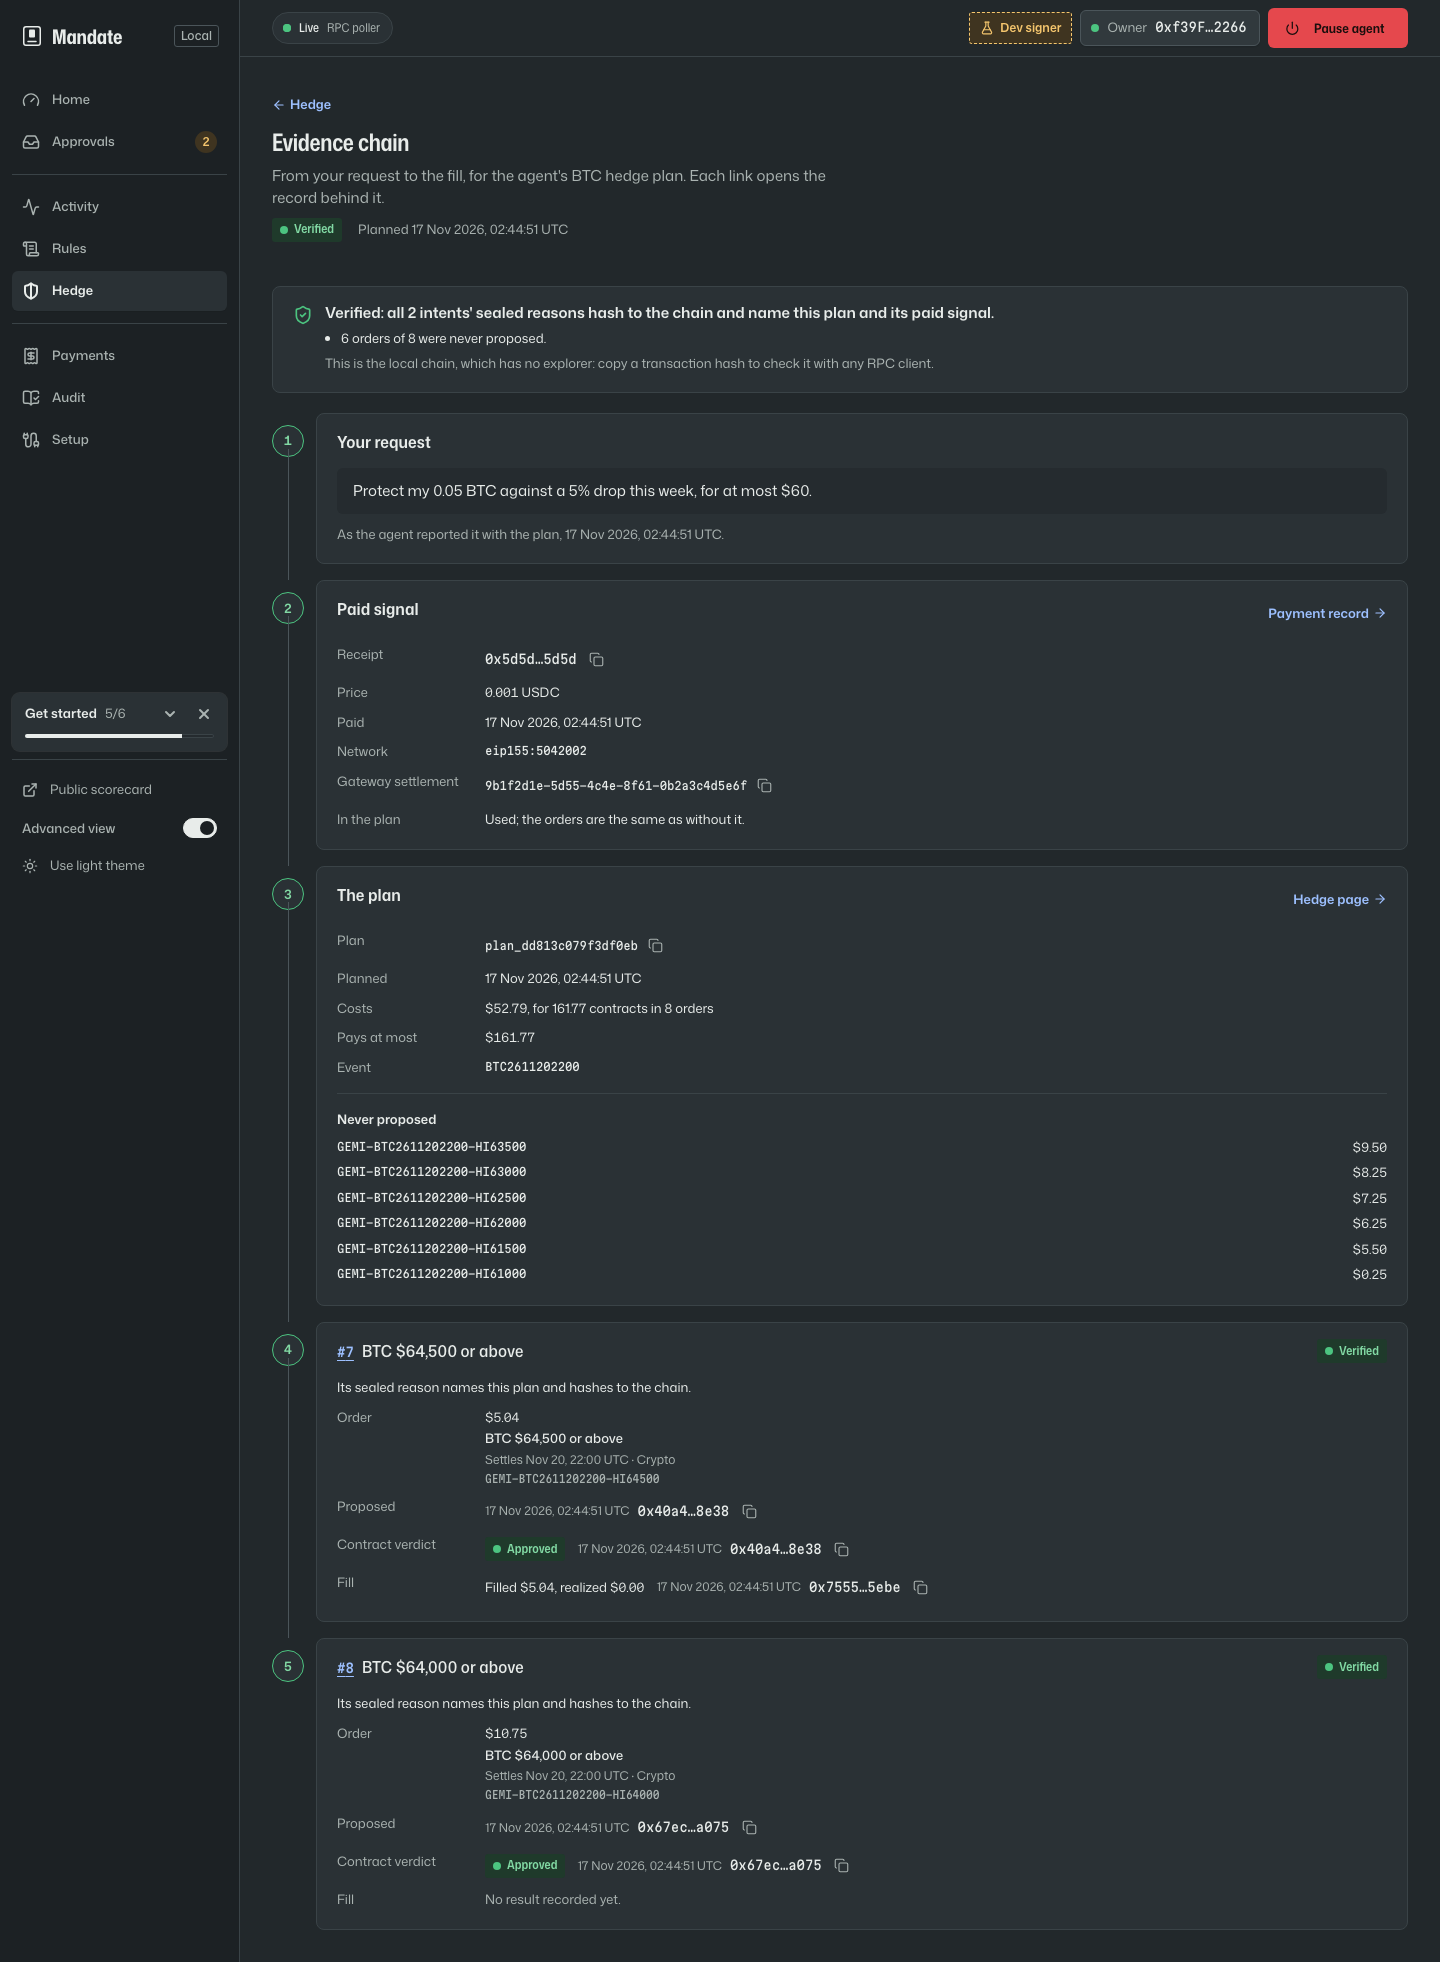 Mandate
Local
Home
Approvals 2
Activity
Rules
Hedge
Payments
Audit
Setup
Get started 5/6
Public scorecard
Advanced view
Use light theme
Live RPC poller
Dev signer
Owner 0xf39F…2266
Pause agent
← Hedge
Evidence chain
From your request to the fill, for the agent's BTC hedge plan. Each link opens the
record behind it.
Verified Planned 17 Nov 2026, 02:44:51 UTC
Verified: all 2 intents' sealed reasons hash to the chain and name this plan and its paid signal.
• 6 orders of 8 were never proposed.
This is the local chain, which has no explorer: copy a transaction hash to check it with any RPC client.
1
Your request
Protect my 0.05 BTC against a 5% drop this week, for at most $60.
As the agent reported it with the plan, 17 Nov 2026, 02:44:51 UTC.
2
Paid signal
Payment record →
Receipt 0x5d5d…5d5d
Price 0.001 USDC
Paid 17 Nov 2026, 02:44:51 UTC
Network eip155:5042002
Gateway settlement 9b1f2d1e-5d55-4c4e-8f61-0b2a3c4d5e6f
In the plan Used; the orders are the same as without it.
3
The plan
Hedge page →
Plan plan_dd813c079f3df0eb
Planned 17 Nov 2026, 02:44:51 UTC
Costs $52.79, for 161.77 contracts in 8 orders
Pays at most $161.77
Event BTC2611202200
Never proposed
GEMI-BTC2611202200-HI63500 $9.50
GEMI-BTC2611202200-HI63000 $8.25
GEMI-BTC2611202200-HI62500 $7.25
GEMI-BTC2611202200-HI62000 $6.25
GEMI-BTC2611202200-HI61500 $5.50
GEMI-BTC2611202200-HI61000 $0.25
4
#7 BTC $64,500 or above
Verified
Its sealed reason names this plan and hashes to the chain.
Order $5.04
BTC $64,500 or above
Settles Nov 20, 22:00 UTC · Crypto
GEMI-BTC2611202200-HI64500
Proposed 17 Nov 2026, 02:44:51 UTC 0x40a4…8e38
Contract verdict Approved 17 Nov 2026, 02:44:51 UTC 0x40a4…8e38
Fill Filled $5.04, realized $0.00 17 Nov 2026, 02:44:51 UTC 0x7555…5ebe
5
#8 BTC $64,000 or above
Verified
Its sealed reason names this plan and hashes to the chain.
Order $10.75
BTC $64,000 or above
Settles Nov 20, 22:00 UTC · Crypto
GEMI-BTC2611202200-HI64000
Proposed 17 Nov 2026, 02:44:51 UTC 0x67ec…a075
Contract verdict Approved 17 Nov 2026, 02:44:51 UTC 0x67ec…a075
Fill No result recorded yet.